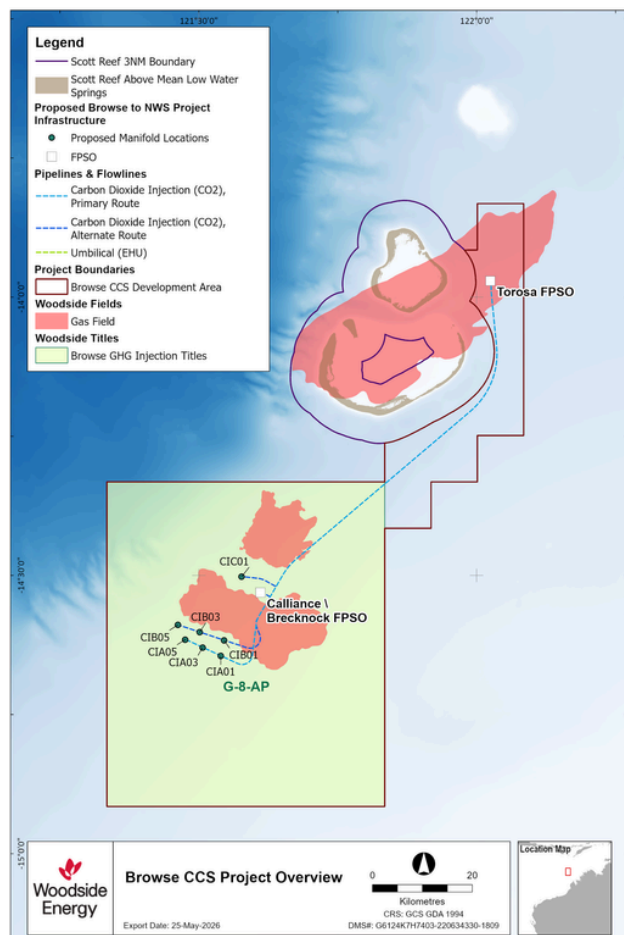 121°30'0"
122°0'0"
Legend
Scott Reef 3NM Boundary
Scott Reef Above Mean Low Water
Springs
Proposed Browse to NWS Project
Infrastructure
Proposed Manifold Locations
FPSO
Pipelines & Flowlines
Carbon Dioxide Injection (CO2),
Primary Route
Carbon Dioxide Injection (CO2),
Alternate Route
Umbilical (EHU)
Project Boundaries
Browse CCS Development Area
Woodside Fields
Gas Field
Woodside Titles
Browse GHG Injection Titles
-14°0'0"
Torosa FPSO
-14°30'0"
CIC01
Calliance \
Brecknock FPSO
CIB03
CIB05
CIB01
CIA05
CIA03
CIA01
G-8-AP
-15°0'0"
Woodside
Energy
Browse CCS Project Overview
Export Date: 25-May-2026
0 20
Kilometres
CRS: GCS GDA 1994
DMS#: G6124K7H7403-220634330-1809
Location Map